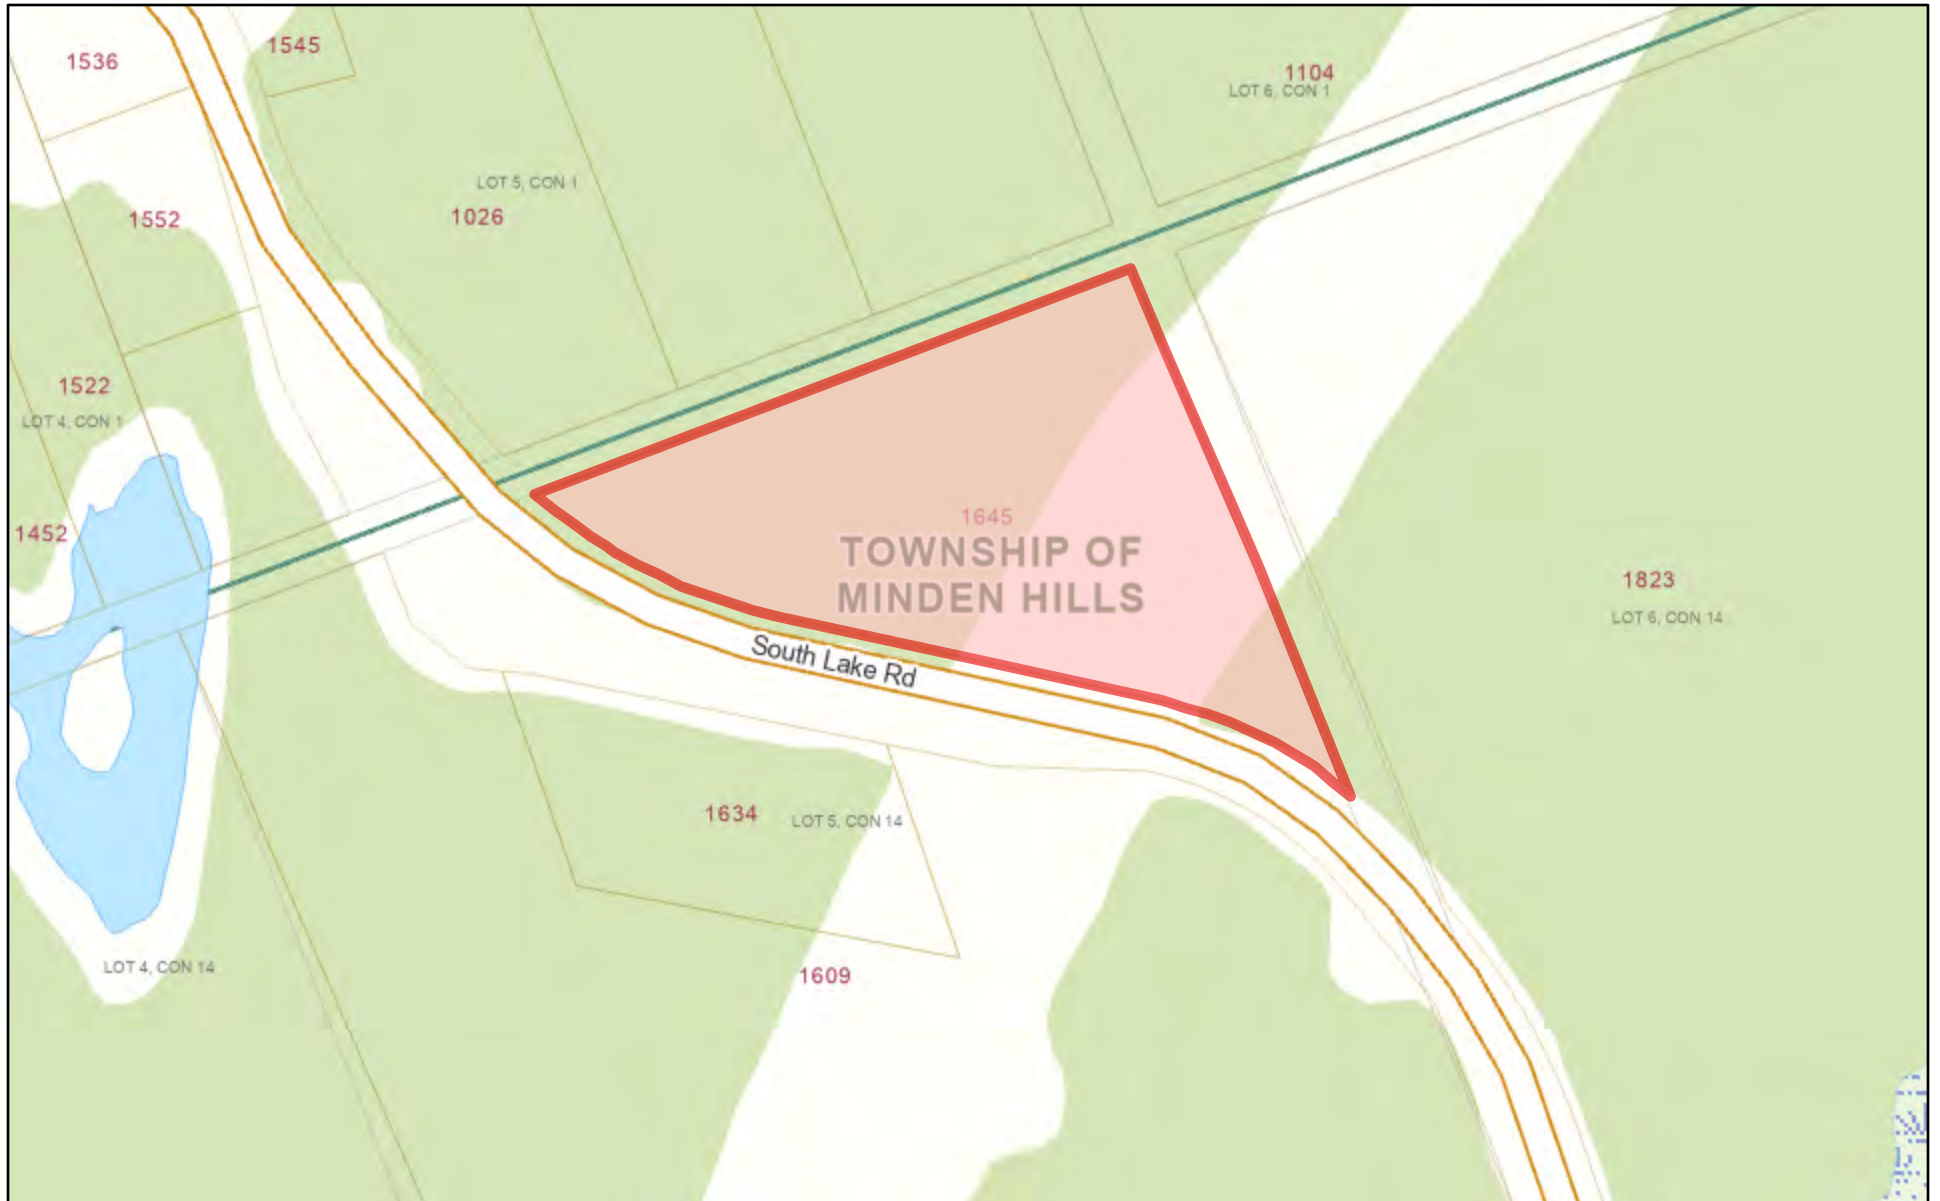 1545
1536
1104
LOT 6, CON 1
LOT 5, CON 1
1026
1552
1522
LOT 4, CON 1
1645
1452
TOWNSHIP OF
MINDEN HILLS
1823
LOT 6, CON 14
South Lake Rd
1634
LOT 5, CON 14
LOT 4, CON 14
1609